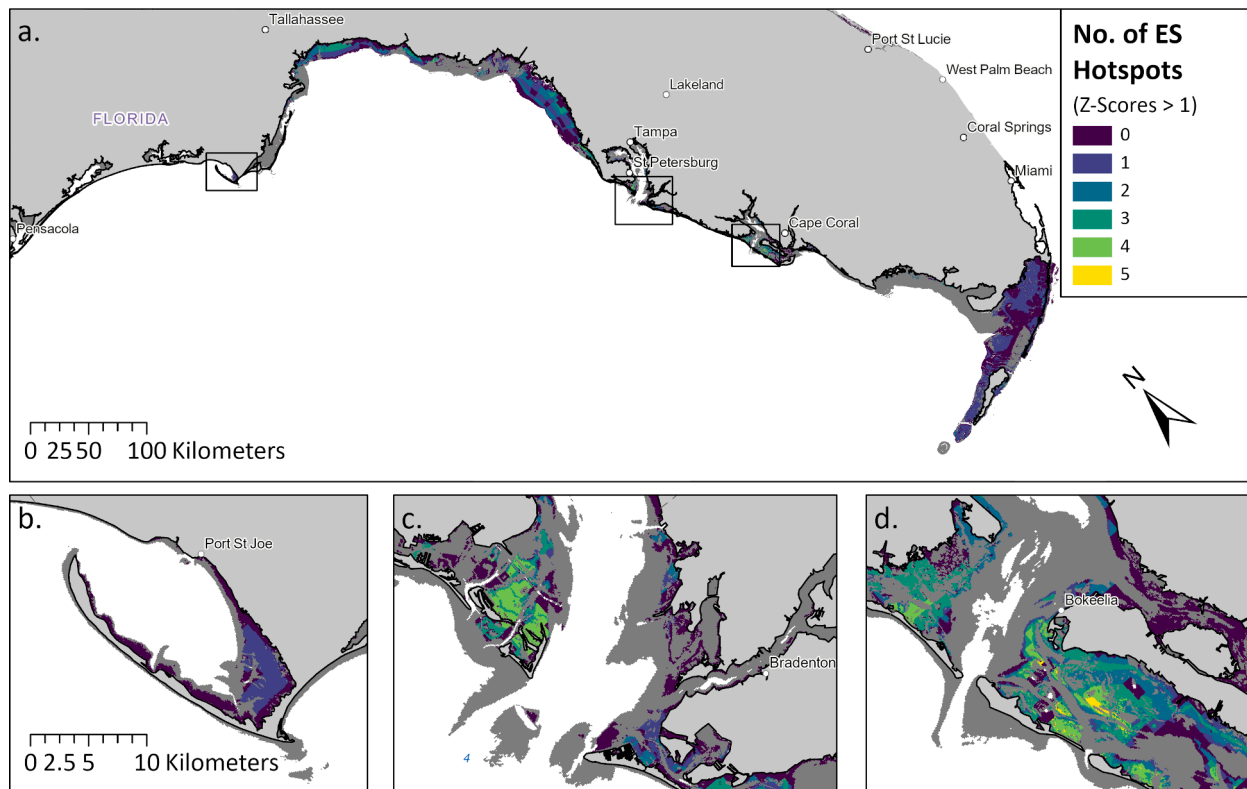 a.
Tallahassee
Port St Lucie
No. of ES
Hotspots
(Z-Scores > 1)
West Palm Beach
Lakeland
FLORIDA
Coral Springs
Tampa
St Petersburg
Miami
0
1
2
3
4
5
Pensacola
Cape Coral
N
0 25 50 100 Kilometers
b.
Port St Joe
0 2.5 5 10 Kilometers
c.
Bradenton
4
d.
Bokeelia